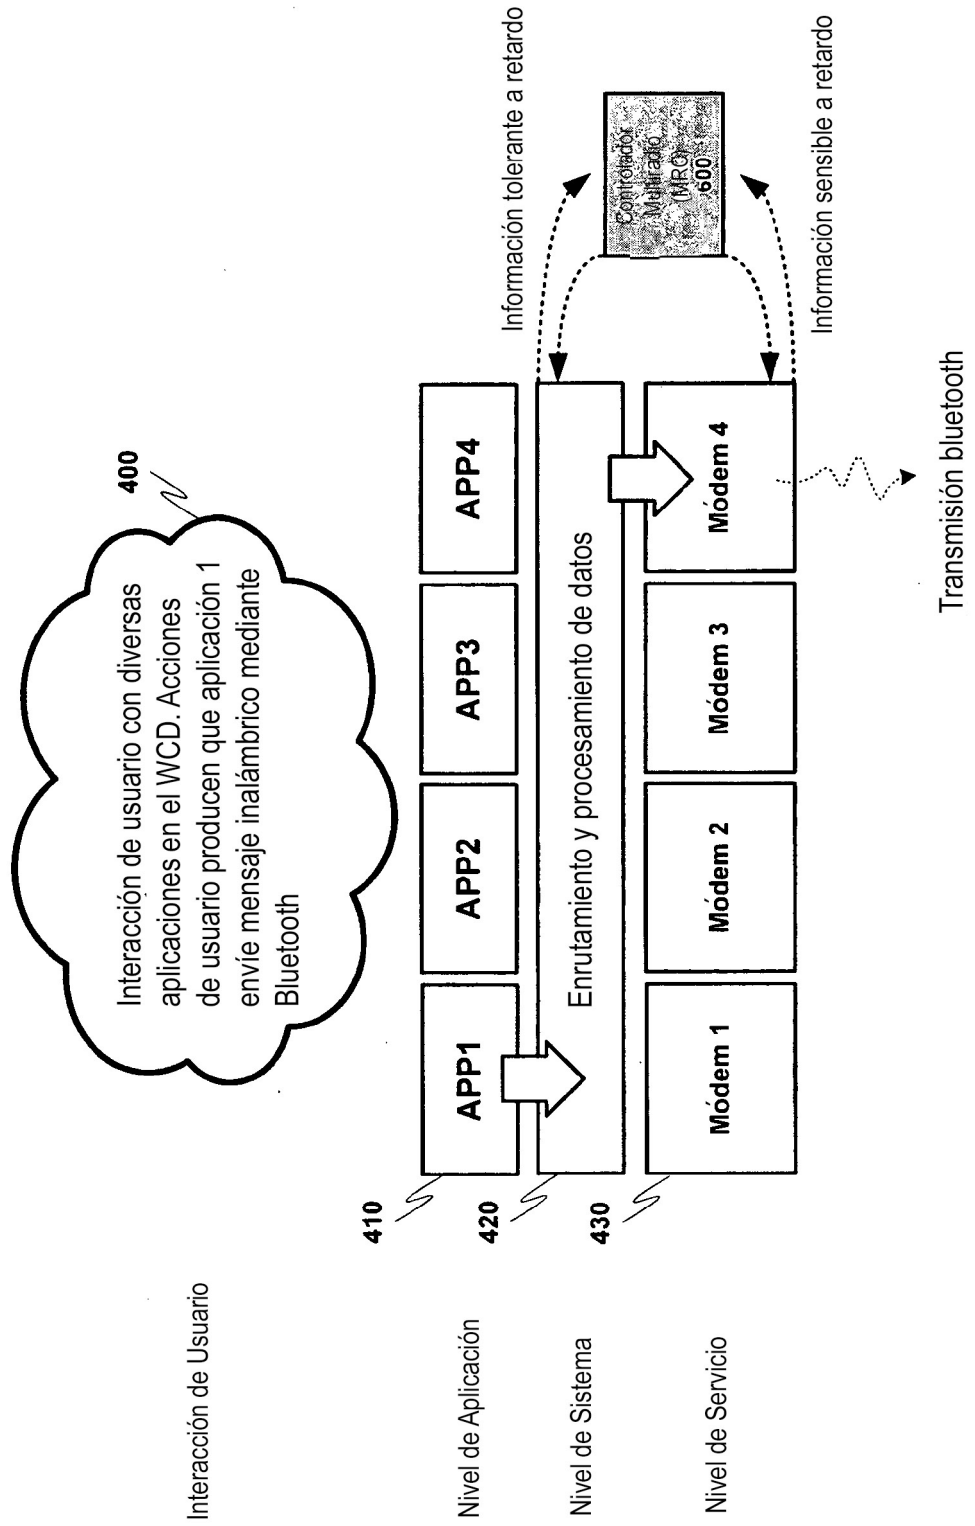 Interacción de Usuario
400
Interacción de usuario con diversas
aplicaciones en el WCD. Acciones
de usuario producen que aplicación 1
envíe mensaje inalámbrico mediante
Bluetooth
Nivel de Aplicación
410
APP1
APP2
APP3
APP4
Información tolerante a retardo
Nivel de Sistema
420
Enrutamiento y procesamiento de datos
Controlador
Multiradio
(MRC)
600
Nivel de Servicio
430
Módem 1
Módem 2
Módem 3
Módem 4
Información sensible a retardo
Transmisión bluetooth